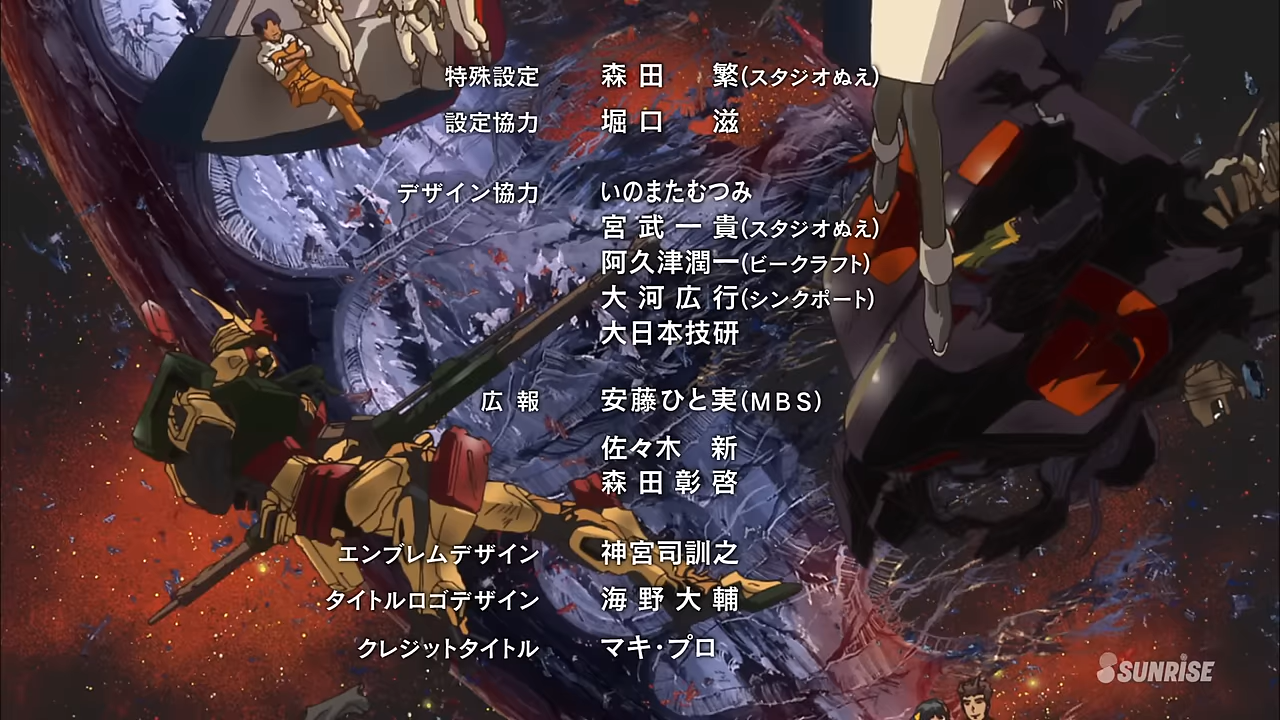 特殊設定 森田 繁(スタジオぬえ)
設定協力 堀口 滋
デザイン協力 いのまたむつみ
宮武一貴(スタジオぬえ)
阿久津潤一(ビークラフト)
大河広行(シンクポート)
大日本技研
広報 安藤ひと実(MBS)
佐々木 新
森田彰啓
エンブレムデザイン 神宮司訓之
タイトルロゴデザイン 海野大輔
クレジットタイトル マキ・プロ
SUNRiSE